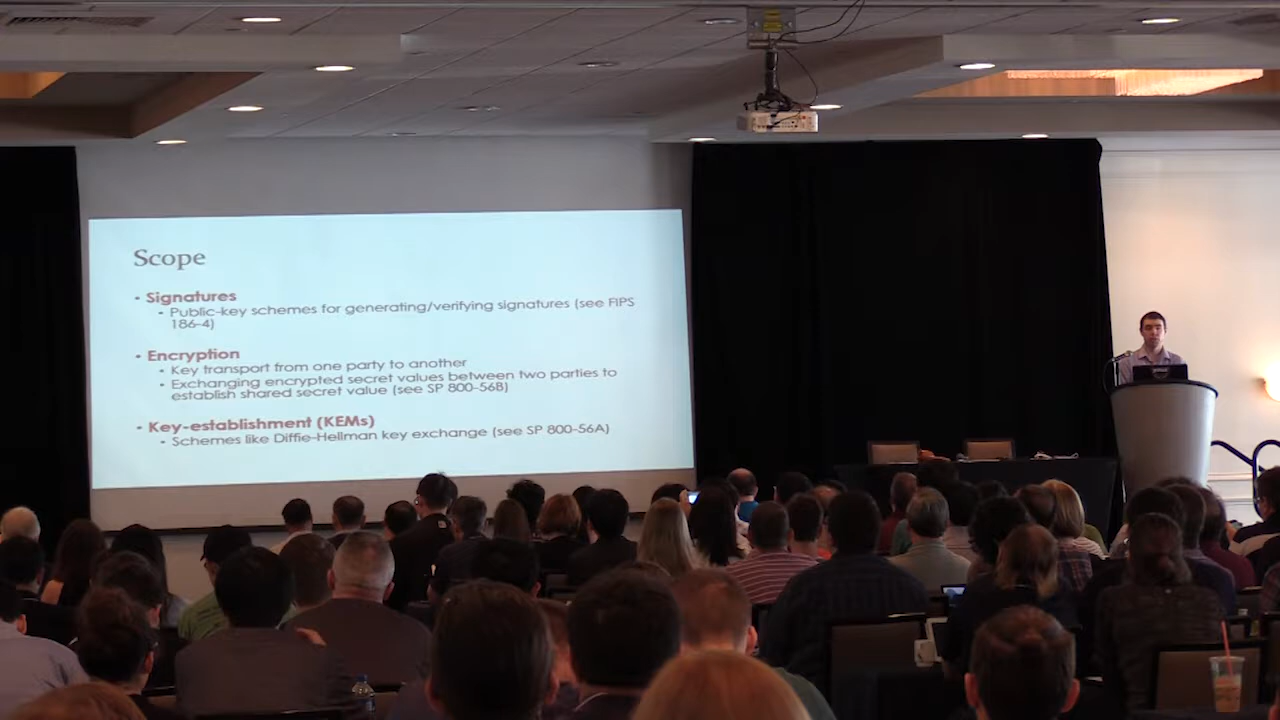 Scope
• Signatures
• Public-key schemes for generating/verifying signatures (see FIPS
186-4)
• Encryption
• Key transport from one party to another
• Exchanging encrypted secret values between two parties to
establish shared secret value (see SP 800-56B)
• Key-establishment (KEMs)
• Schemes like Diffie-Hellman key exchange (see SP 800-56A)